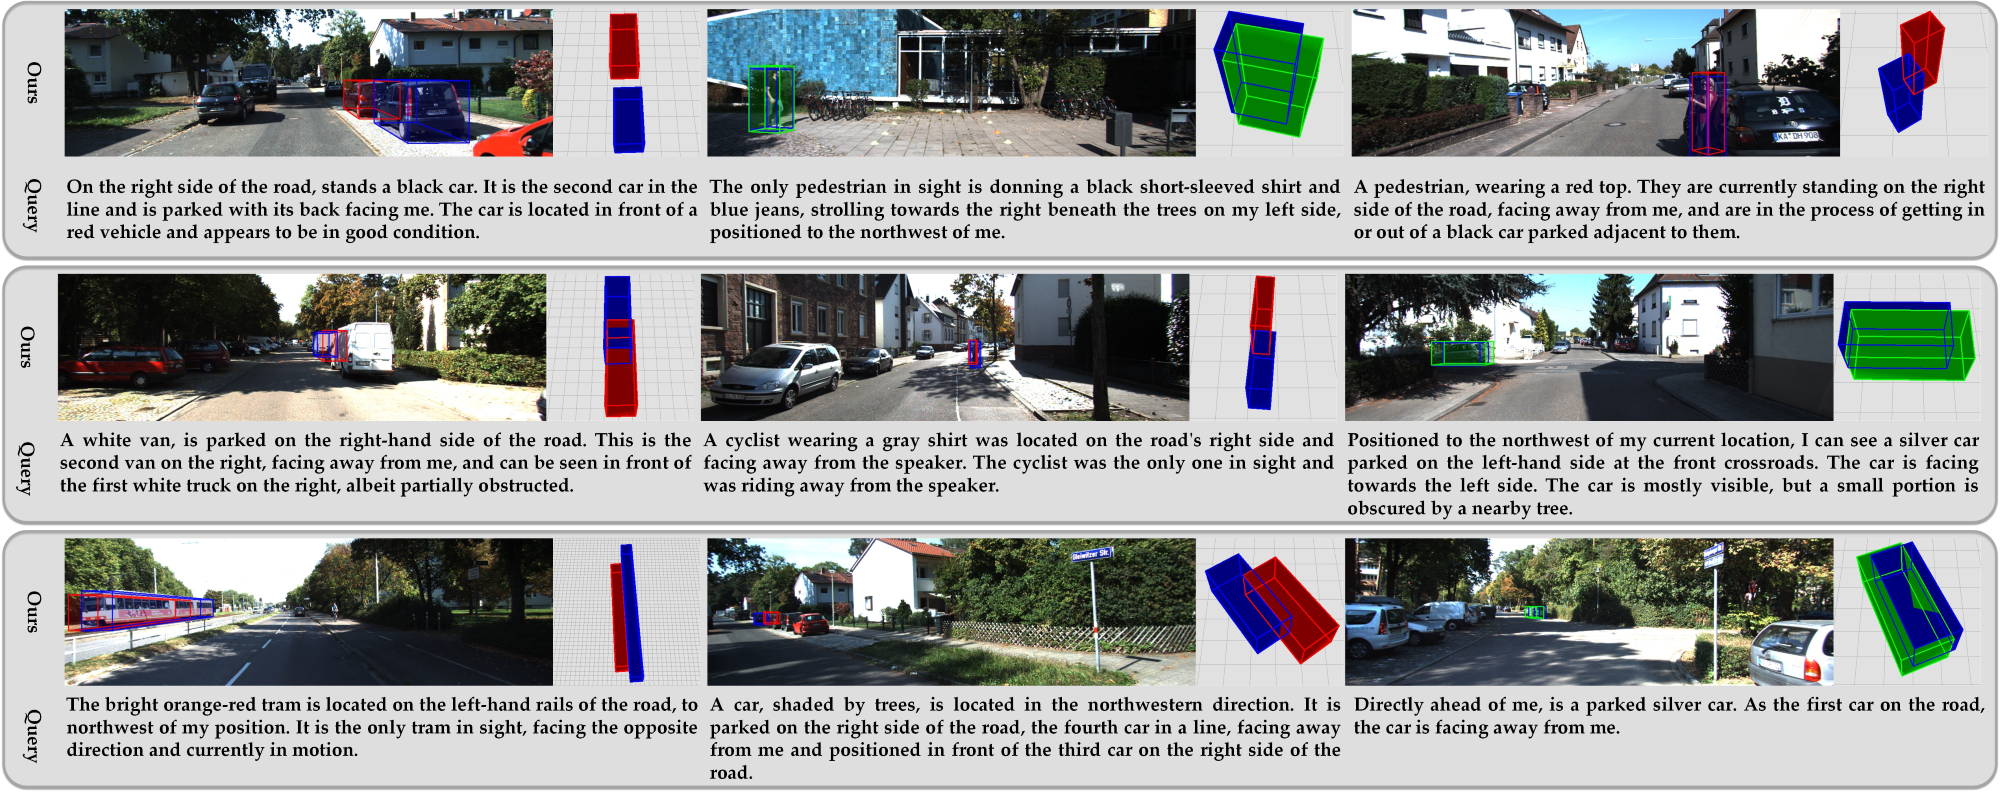 Ours
KA DH 908
Query
On the right side of the road, stands a black car. It is the second car in the
line and is parked with its back facing me. The car is located in front of a
red vehicle and appears to be in good condition.
The only pedestrian in sight is donning a black short-sleeved shirt and
blue jeans, strolling towards the right beneath the trees on my left side,
positioned to the northwest of me.
A pedestrian, wearing a red top. They are currently standing on the right
side of the road, facing away from me, and are in the process of getting in
or out of a black car parked adjacent to them.
Ours
Query
A white van, is parked on the right-hand side of the road. This is the
second van on the right, facing away from me, and can be seen in front of
the first white truck on the right, albeit partially obstructed.
A cyclist wearing a gray shirt was located on the road's right side and
facing away from the speaker. The cyclist was the only one in sight and
was riding away from the speaker.
Positioned to the northwest of my current location, I can see a silver car
parked on the left-hand side at the front crossroads. The car is facing
towards the left side. The car is mostly visible, but a small portion is
obscured by a nearby tree.
Ours
Gleiwitzer Str.
Query
The bright orange-red tram is located on the left-hand rails of the road, to
northwest of my position. It is the only tram in sight, facing the opposite
direction and currently in motion.
A car, shaded by trees, is located in the northwestern direction. It is
parked on the right side of the road, the fourth car in a line, facing away
from me and positioned in front of the third car on the right side of the
road.
Directly ahead of me, is a parked silver car. As the first car on the road,
the car is facing away from me.